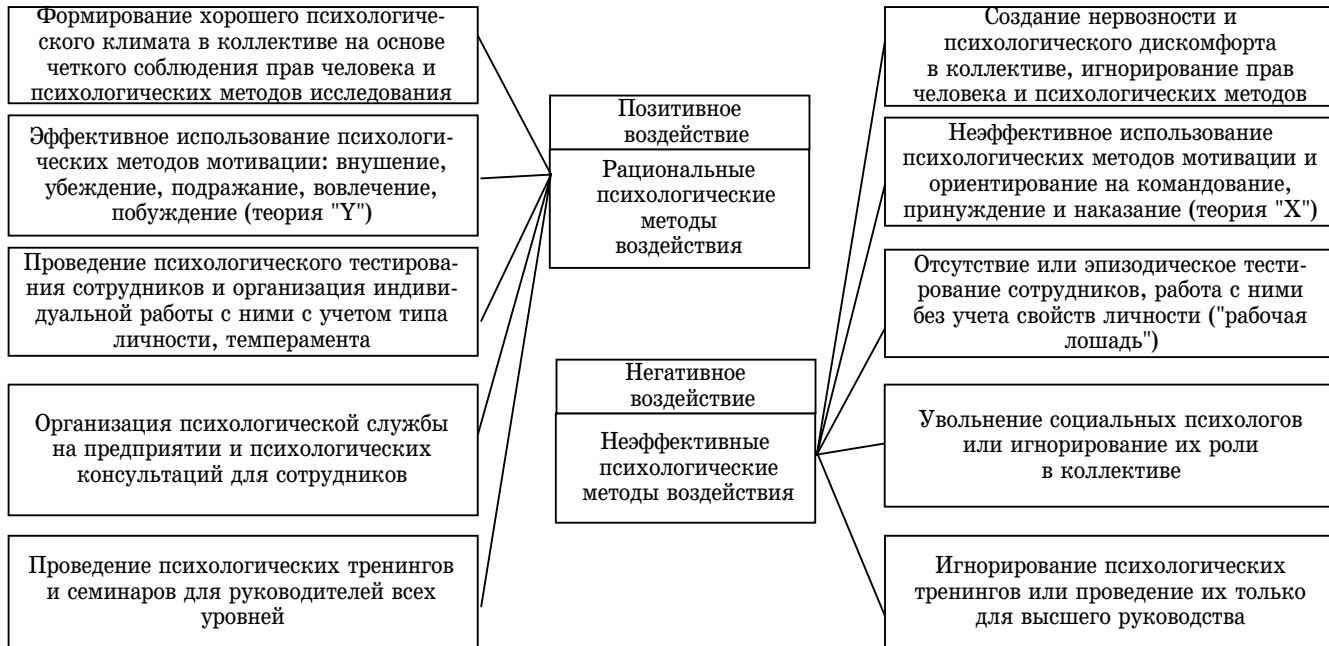 Формирование хорошего психологиче-
ского климата в коллективе на основе
четкого соблюдения прав человека и
психологических методов исследования
Эффективное использование психологи-
ческих методов мотивации: внушение,
убеждение, подражание, вовлечение,
побуждение (теория "Y")
Проведение психологического тестирова-
ния сотрудников и организация индиви-
дуальной работы с ними с учетом типа
личности, темперамента
Организация психологической службы
на предприятии и психологических
консультаций для сотрудников
Проведение психологических тренингов
и семинаров для руководителей всех
уровней
Позитивное
воздействие
Рациональные
психологические
методы
воздействия
Негативное
воздействие
Неэффективные
психологические
методы воздействия
Создание нервозности и
психологического дискомфорта
в коллективе, игнорирование прав
человека и психологических методов
Неэффективное использование
психологических методов мотивации и
ориентирование на командование,
принуждение и наказание (теория "X")
Отсутствие или эпизодическое тести-
рование сотрудников, работа с ними
без учета свойств личности ("рабочая
лошадь")
Увольнение социальных психологов
или игнорирование их роли
в коллективе
Игнорирование психологических
тренингов или проведение их только
для высшего руководства